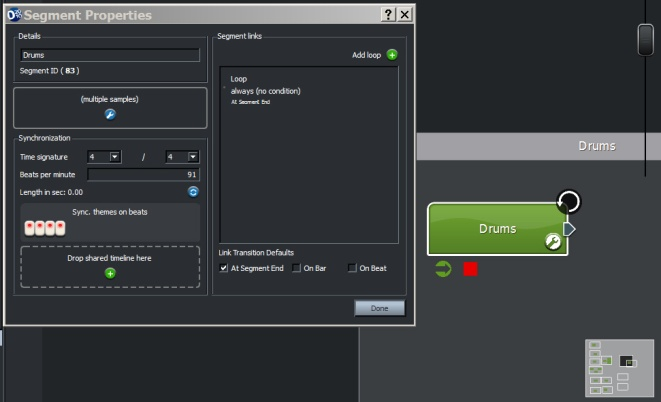 Segment Properties
? X
Details
Drums
Segment ID ( 83 )
(multiple samples)
Synchronization
Time signature 4 / 4
Beats per minute 91
Length in sec: 0.00
Sync. themes on beats
Drop shared timeline here
Segment links
Add loop
Loop
always (no condition)
At Segment End
Link Transition Defaults
At Segment End On Bar On Beat
Done
Drums
Drums